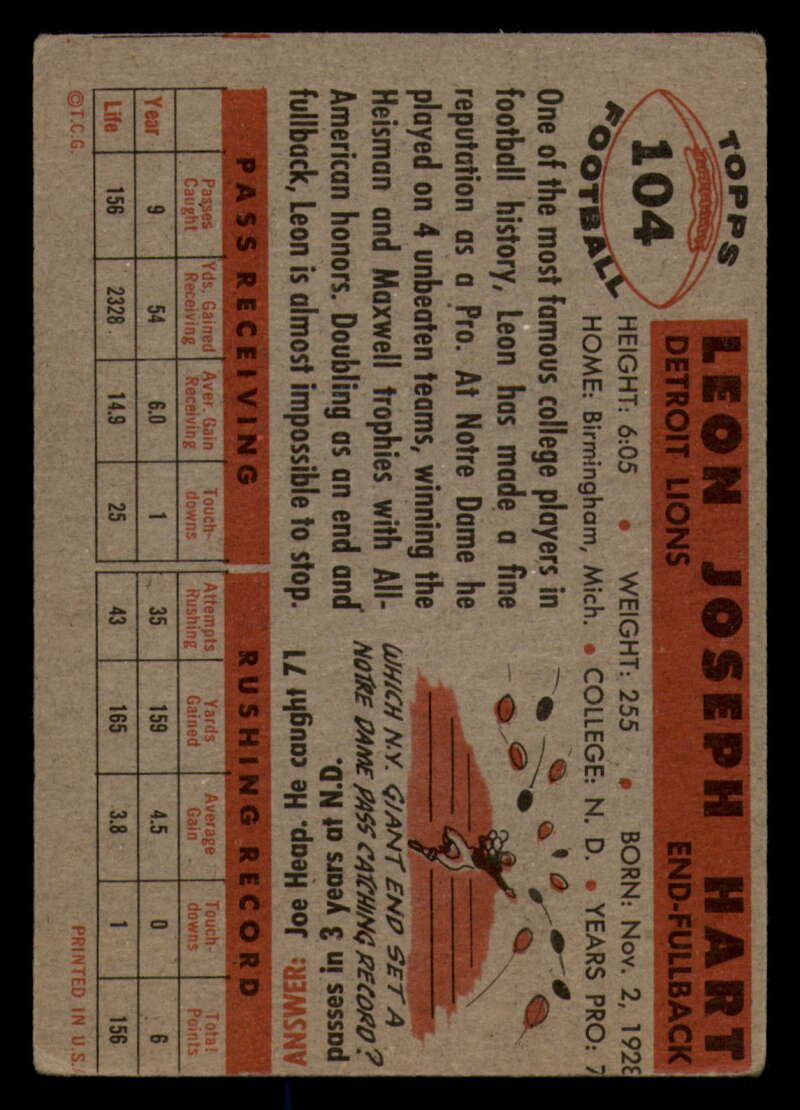 TOPPS
104
FOOTBALL
LEON JOSEPH HART
DETROIT LIONS END-FULLBACK
HEIGHT: 6:05 • WEIGHT: 255 • BORN: Nov. 2, 1928
HOME: Birmingham, Mich. • COLLEGE: N. D. • YEARS PRO: 7
One of the most famous college players in
football history, Leon has made a fine
reputation as a Pro. At Notre Dame he
played on 4 unbeaten teams, winning the
Heisman and Maxwell trophies with All-
American honors. Doubling as an end and
fullback, Leon is almost impossible to stop.
WHICH N.Y. GIANT END SET A
NOTRE DAME PASS CATCHING RECORD?
ANSWER: Joe Heap. He caught 71
passes in 3 years at N.D.
PASS RECEIVING RUSHING RECORD
Passes Caught Yds. Gained Receiving Aver. Gain Receiving Touch-downs Attempts Rushing Yards Gained Average Gain Touch-downs Total Points
Year 9 54 6.0 1 35 159 4.5 0 6
Life 156 2328 14.9 25 43 165 3.8 1 156
©T.C.G. PRINTED IN U.S.A